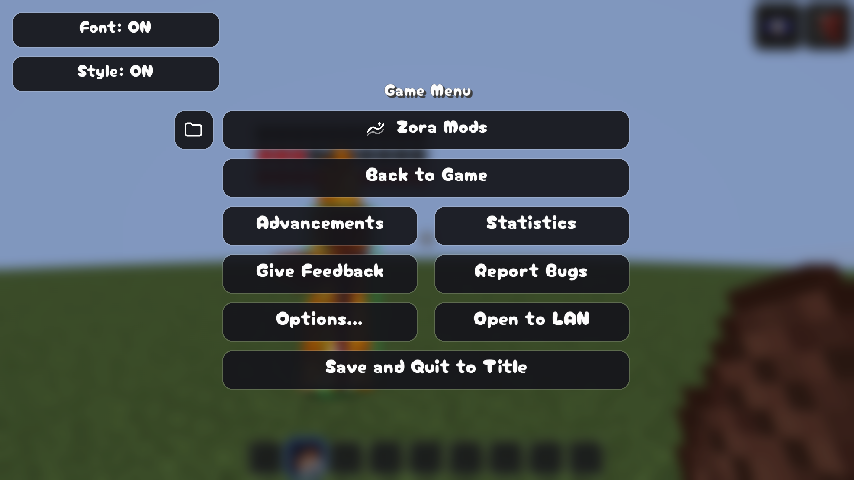 Font: ON
Style: ON
Game Menu
Zora Mods
Back to Game
Advancements
Statistics
Give Feedback
Report Bugs
Options...
Open to LAN
Save and Quit to Title